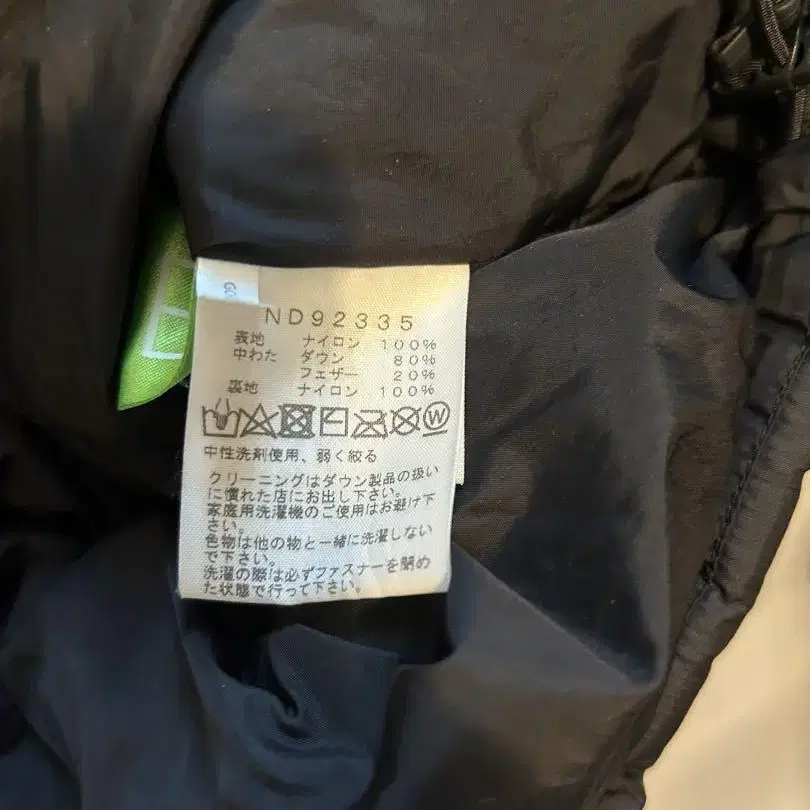 ND92335
表地 ナイロン 100%
中わた ダウン 80%
フェザー 20%
裏地 ナイロン 100%
W
中性洗剤使用、弱く絞る
クリーニングはダウン製品の扱い
に慣れた店にお出し下さい。
家庭用洗濯機のご使用はお避け下
さい。
色物は他の物と一緒に洗濯しない
で下さい。
洗濯の際は必ずファスナーを閉め
た状態で行って下さい。